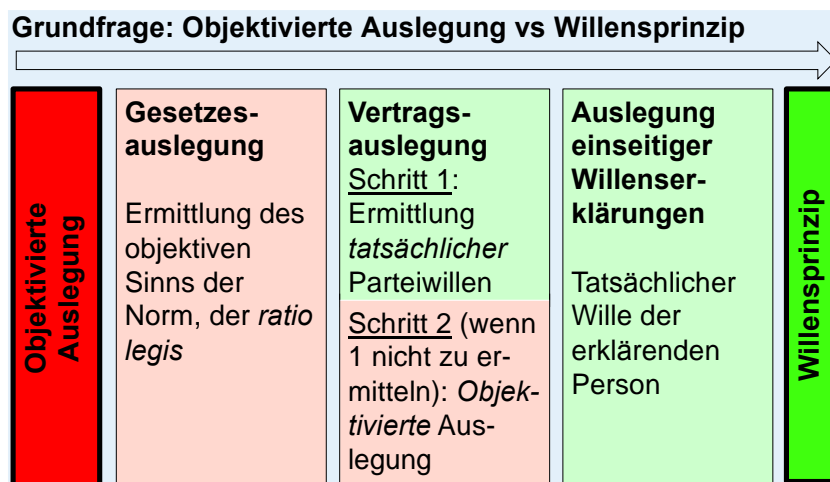 Grundfrage: Objektivierte Auslegung vs Willensprinzip
Objektivierte
Auslegung
Gesetzes-
auslegung
Ermittlung des
objektiven
Sinns der
Norm, der ratio
legis
Vertrags-
auslegung
Schritt 1:
Ermittlung
tatsächlicher
Parteiwillen
Schritt 2 (wenn
1 nicht zu er-
mitteln): Objek-
tivierte Aus-
legung
Auslegung
einseitiger
Willenser-
klärungen
Tatsächlicher
Wille der
erklärenden
Person
Willensprinzip